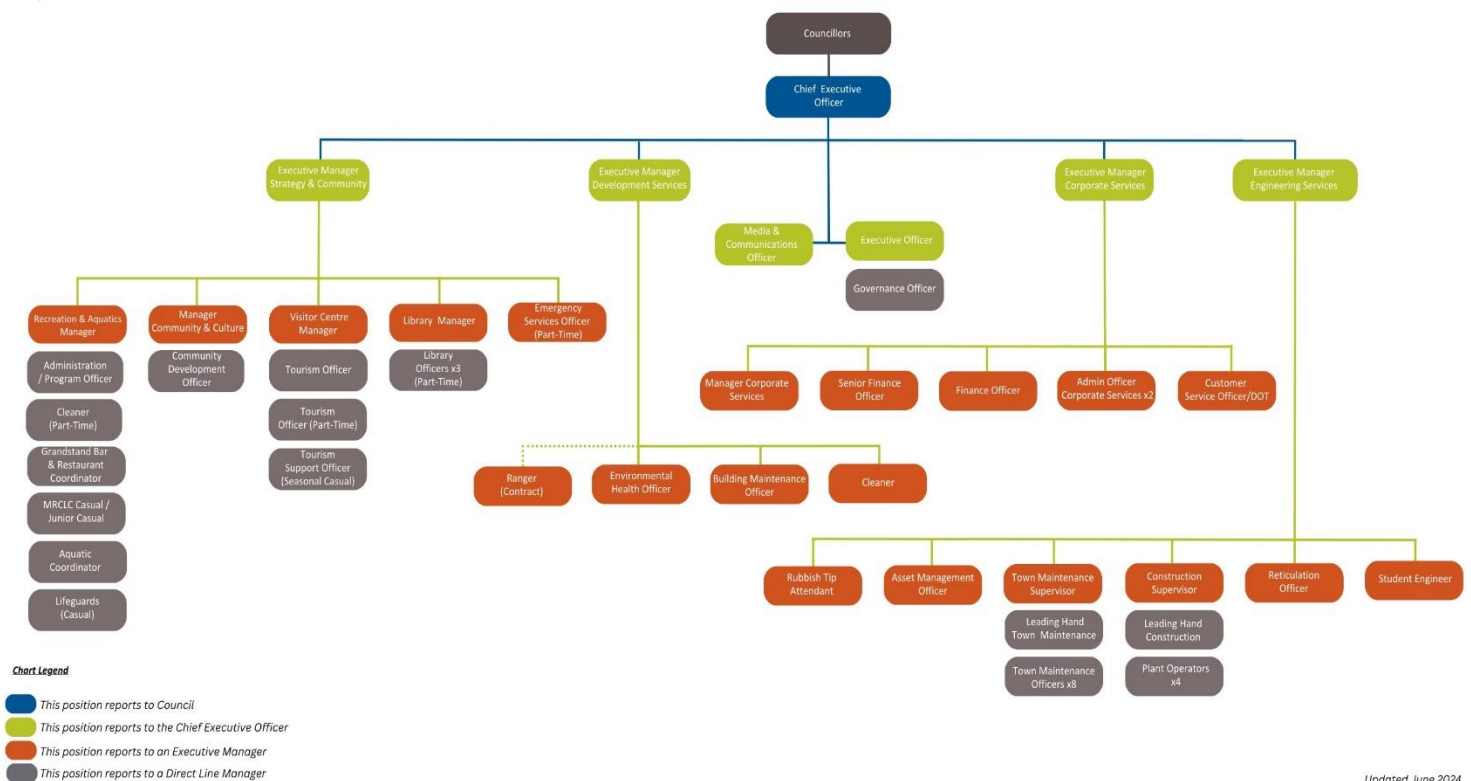 Councillors
Chief Executive
Officer
Executive Manager
Strategy & Community
Executive Manager
Development Services
Executive Manager
Corporate Services
Executive Manager
Engineering Services
Media &
Communications
Officer
Executive Officer
Governance Officer
Recreation & Aquatics
Manager
Manager
Community & Culture
Visitor Centre
Manager
Library Manager
Emergency
Services Officer
(Part-Time)
Administration
/ Program Officer
Community
Development
Officer
Tourism Officer
Library
Officers x3
(Part-Time)
Cleaner
(Part-Time)
Tourism
Officer (Part-Time)
Grandstand Bar
& Restaurant
Coordinator
Tourism
Support Officer
(Seasonal Casual)
MRCLC Casual /
Junior Casual
Aquatic
Coordinator
Lifeguards
(Casual)
Manager Corporate
Services
Senior Finance
Officer
Finance Officer
Admin Officer
Corporate Services x2
Customer
Service Officer/DOT
Ranger
(Contract)
Environmental
Health Officer
Building Maintenance
Officer
Cleaner
Rubbish Tip
Attendant
Asset Management
Officer
Town Maintenance
Supervisor
Construction
Supervisor
Reticulation
Officer
Student Engineer
Leading Hand
Town Maintenance
Leading Hand
Construction
Town Maintenance
Officers x8
Plant Operators
x4
Chart Legend
This position reports to Council
This position reports to the Chief Executive Officer
This position reports to an Executive Manager
This position reports to a Direct Line Manager
Updated June 2024